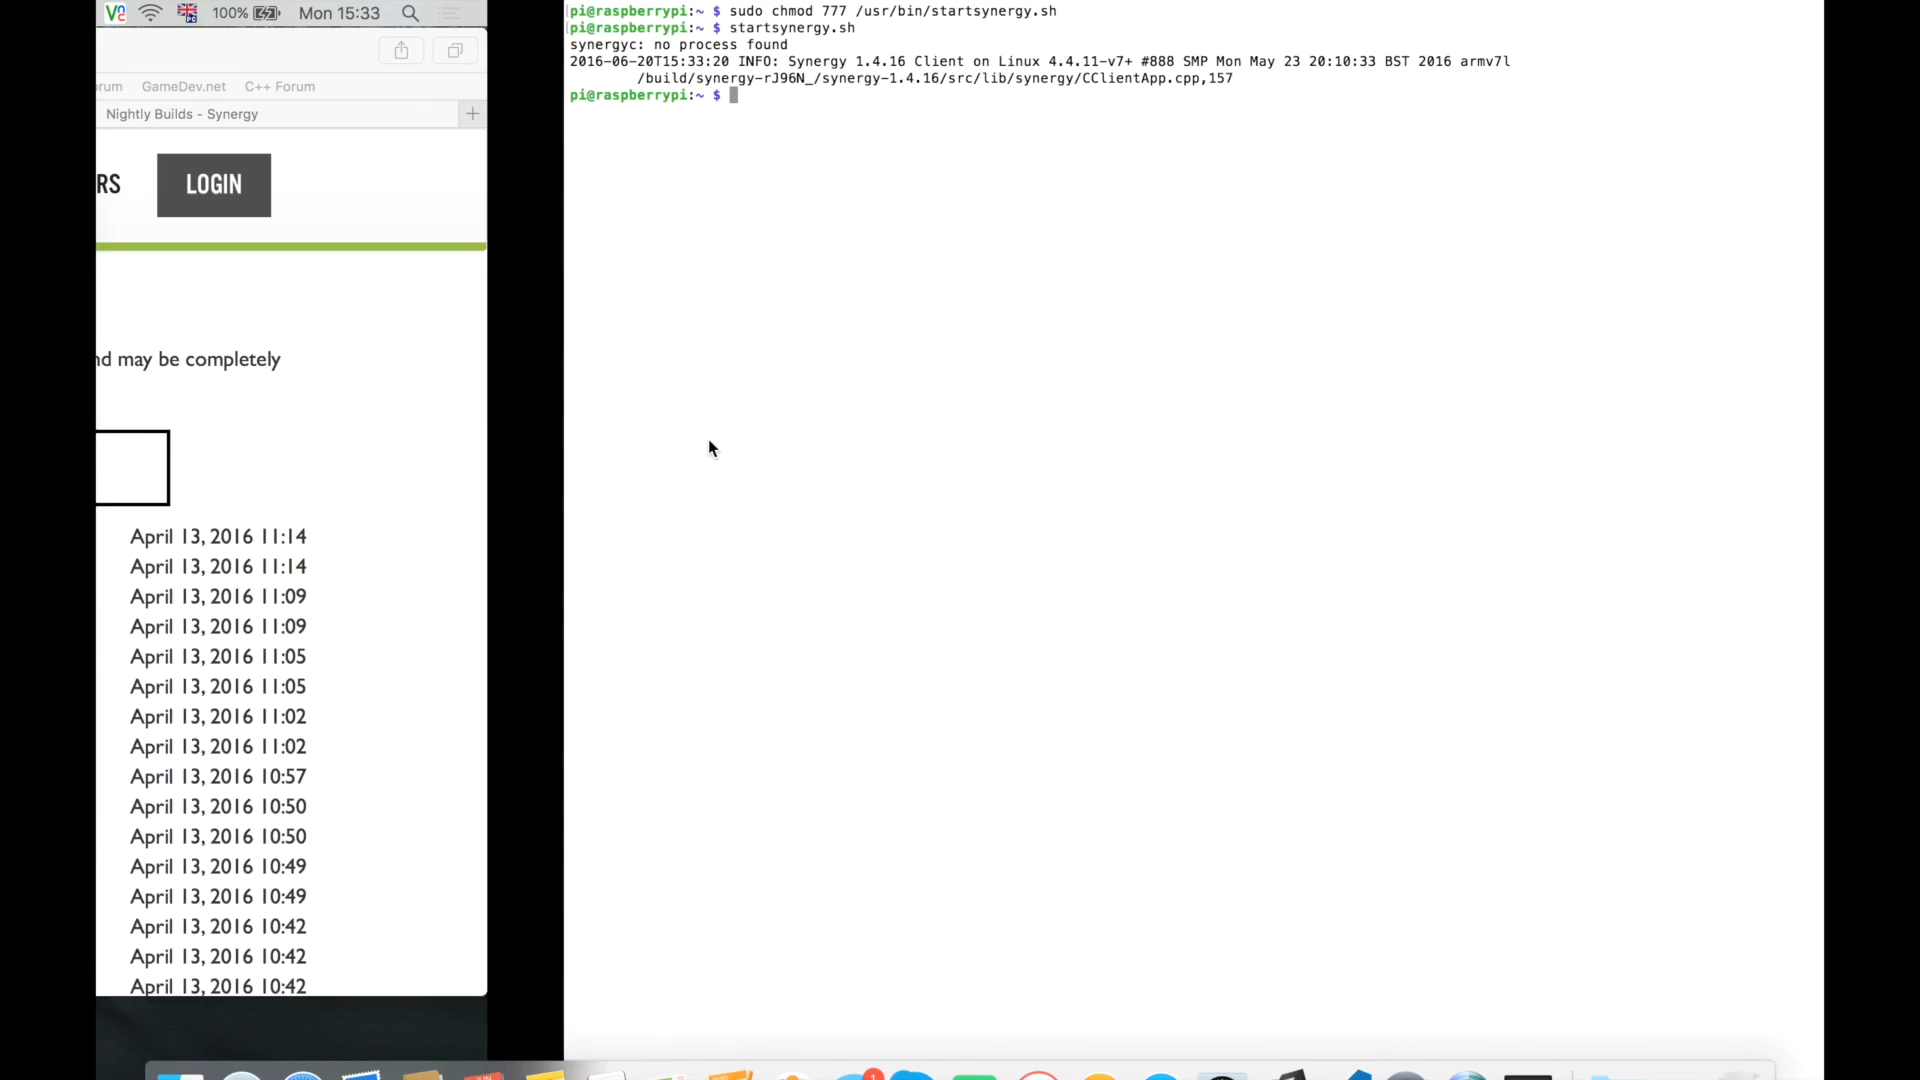 100%
Mon 15:33
rum
GameDev.net
C++ Forum
Nightly Builds - Synergy
RS
LOGIN
nd may be completely
April 13, 2016 11:14
April 13, 2016 11:14
April 13, 2016 11:09
April 13, 2016 11:09
April 13, 2016 11:05
April 13, 2016 11:05
April 13, 2016 11:02
April 13, 2016 11:02
April 13, 2016 10:57
April 13, 2016 10:50
April 13, 2016 10:50
April 13, 2016 10:49
April 13, 2016 10:49
April 13, 2016 10:42
April 13, 2016 10:42
April 13, 2016 10:42
[pi@raspberrypi:~ $ sudo chmod 777 /usr/bin/startsynergy.sh
[pi@raspberrypi:~ $ startsynergy.sh
synergyc: no process found
2016-06-20T15:33:20 INFO: Synergy 1.4.16 Client on Linux 4.4.11-v7+ #888 SMP Mon May 23 20:10:33 BST 2016 armv7l
/build/synergy-rJ96N_/synergy-1.4.16/src/lib/synergy/CClientApp.cpp,157
pi@raspberrypi:~ $
1